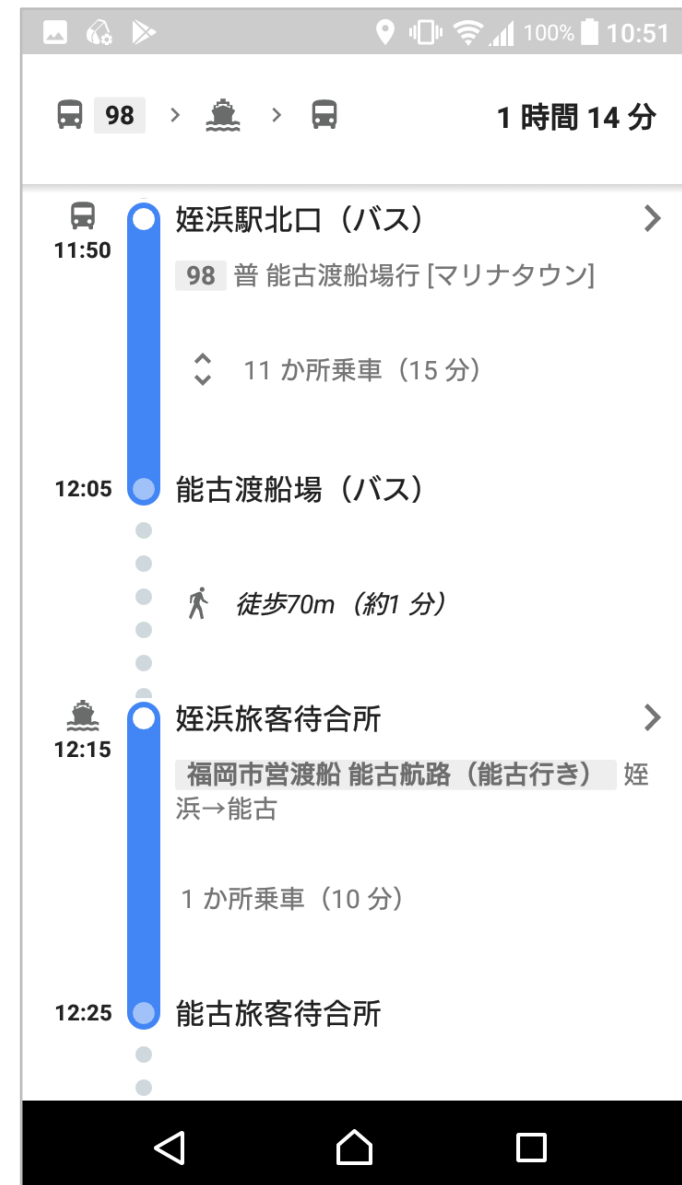 100% 10:51
98 > > 1 時間 14 分
姪浜駅北口（バス）
11:50
98 普 能古渡船場行 [マリナタウン]
11 か所乗車（15 分）
12:05 能古渡船場（バス）
徒歩70m（約1 分）
姪浜旅客待合所
12:15
福岡市営渡船 能古航路（能古行き） 姪
浜→能古
1 か所乗車（10 分）
12:25 能古旅客待合所